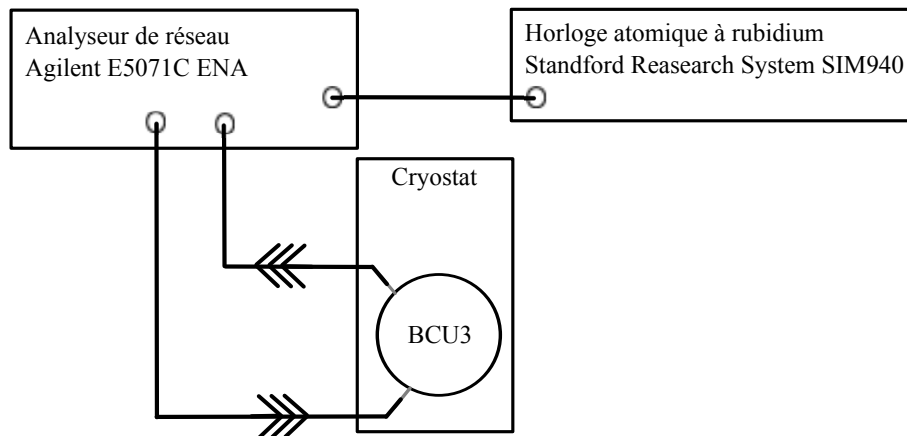 Analyseur de réseau
Agilent E5071C ENA
Horloge atomique à rubidium
Standford Reasearch System SIM940
Cryostat
BCU3